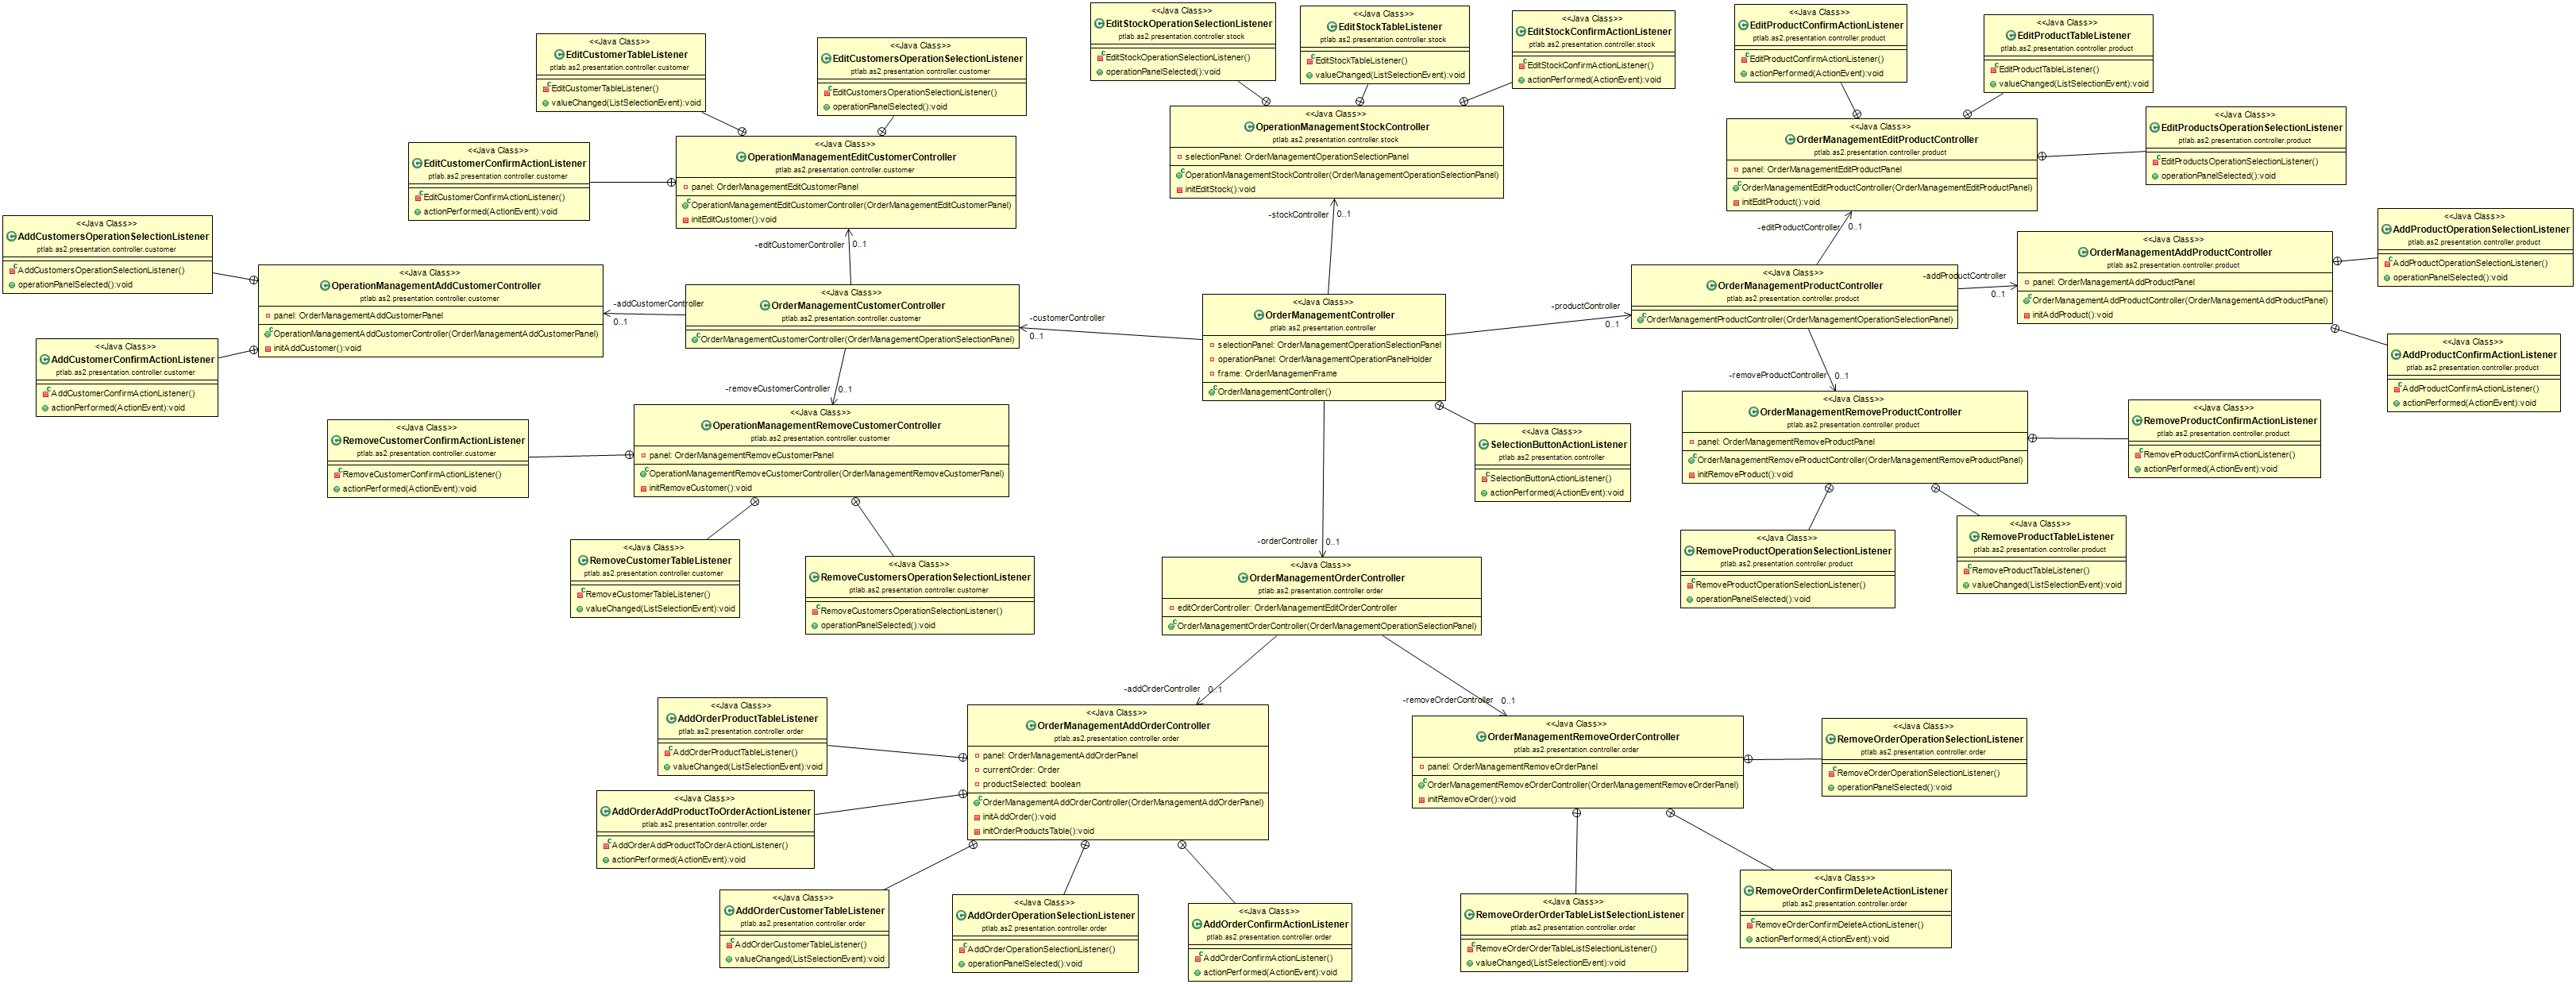 <<Java Class>>
EditStockOperationSelectionListener
ptlab.as2.presentation.controller.stock
EditStockOperationSelectionListener()
operationPanelSelected():void
<<Java Class>>
EditStockTableListener
ptlab.as2.presentation.controller.stock
EditStockTableListener()
valueChanged(ListSelectionEvent):void
<<Java Class>>
EditStockConfirmActionListener
ptlab.as2.presentation.controller.stock
EditStockConfirmActionListener()
actionPerformed(ActionEvent):void
<<Java Class>>
EditProductConfirmActionListener
ptlab.as2.presentation.controller.product
EditProductConfirmActionListener()
actionPerformed(ActionEvent):void
<<Java Class>>
EditProductTableListener
ptlab.as2.presentation.controller.product
EditProductTableListener()
valueChanged(ListSelectionEvent):void
<<Java Class>>
EditCustomerTableListener
ptlab.as2.presentation.controller.customer
EditCustomerTableListener()
valueChanged(ListSelectionEvent):void
<<Java Class>>
EditCustomersOperationSelectionListener
ptlab.as2.presentation.controller.customer
EditCustomersOperationSelectionListener()
operationPanelSelected():void
<<Java Class>>
OperationManagementStockController
ptlab.as2.presentation.controller.stock
selectionPanel: OrderManagementOperationSelectionPanel
OperationManagementStockController(OrderManagementOperationSelectionPanel)
initEditStock():void
<<Java Class>>
OrderManagementEditProductController
ptlab.as2.presentation.controller.product
panel: OrderManagementEditProductPanel
OrderManagementEditProductController(OrderManagementEditProductPanel)
initEditProduct():void
<<Java Class>>
EditProductsOperationSelectionListener
ptlab.as2.presentation.controller.product
EditProductsOperationSelectionListener()
operationPanelSelected():void
<<Java Class>>
EditCustomerConfirmActionListener
ptlab.as2.presentation.controller.customer
EditCustomerConfirmActionListener()
actionPerformed(ActionEvent):void
<<Java Class>>
OperationManagementEditCustomerController
ptlab.as2.presentation.controller.customer
panel: OrderManagementEditCustomerPanel
OperationManagementEditCustomerController(OrderManagementEditCustomerPanel)
initEditCustomer():void
<<Java Class>>
AddCustomersOperationSelectionListener
ptlab.as2.presentation.controller.customer
AddCustomersOperationSelectionListener()
operationPanelSelected():void
-editCustomerController 0..1
-stockController 0..1
-editProductController 0..1
<<Java Class>>
AddProductOperationSelectionListener
ptlab.as2.presentation.controller.product
AddProductOperationSelectionListener()
operationPanelSelected():void
<<Java Class>>
OperationManagementAddCustomerController
ptlab.as2.presentation.controller.customer
panel: OrderManagementAddCustomerPanel
OperationManagementAddCustomerController(OrderManagementAddCustomerPanel)
initAddCustomer():void
-addCustomerController
0..1
<<Java Class>>
OrderManagementCustomerController
ptlab.as2.presentation.controller.customer
OrderManagementCustomerController(OrderManagementOperationSelectionPanel)
-customerController
0..1
<<Java Class>>
OrderManagementController
ptlab.as2.presentation.controller
selectionPanel: OrderManagementOperationSelectionPanel
operationPanel: OrderManagementOperationPanelHolder
frame: OrderManagemenFrame
OrderManagementController()
-productController
0..1
<<Java Class>>
OrderManagementProductController
ptlab.as2.presentation.controller.product
OrderManagementProductController(OrderManagementOperationSelectionPanel)
-addProductController
0..1
<<Java Class>>
OrderManagementAddProductController
ptlab.as2.presentation.controller.product
panel: OrderManagementAddProductPanel
OrderManagementAddProductController(OrderManagementAddProductPanel)
initAddProduct():void
<<Java Class>>
AddCustomerConfirmActionListener
ptlab.as2.presentation.controller.customer
AddCustomerConfirmActionListener()
actionPerformed(ActionEvent):void
<<Java Class>>
AddProductConfirmActionListener
ptlab.as2.presentation.controller.product
AddProductConfirmActionListener()
actionPerformed(ActionEvent):void
-removeCustomerController 0..1
-removeProductController 0..1
<<Java Class>>
RemoveCustomerConfirmActionListener
ptlab.as2.presentation.controller.customer
RemoveCustomerConfirmActionListener()
actionPerformed(ActionEvent):void
<<Java Class>>
OperationManagementRemoveCustomerController
ptlab.as2.presentation.controller.customer
panel: OrderManagementRemoveCustomerPanel
OperationManagementRemoveCustomerController(OrderManagementRemoveCustomerPanel)
initRemoveCustomer():void
<<Java Class>>
SelectionButtonActionListener
ptlab.as2.presentation.controller
SelectionButtonActionListener()
actionPerformed(ActionEvent):void
<<Java Class>>
OrderManagementRemoveProductController
ptlab.as2.presentation.controller.product
panel: OrderManagementRemoveProductPanel
OrderManagementRemoveProductController(OrderManagementRemoveProductPanel)
initRemoveProduct():void
<<Java Class>>
RemoveProductConfirmActionListener
ptlab.as2.presentation.controller.product
RemoveProductConfirmActionListener()
actionPerformed(ActionEvent):void
<<Java Class>>
RemoveCustomerTableListener
ptlab.as2.presentation.controller.customer
RemoveCustomerTableListener()
valueChanged(ListSelectionEvent):void
<<Java Class>>
RemoveCustomersOperationSelectionListener
ptlab.as2.presentation.controller.customer
RemoveCustomersOperationSelectionListener()
operationPanelSelected():void
-orderController 0..1
<<Java Class>>
OrderManagementOrderController
ptlab.as2.presentation.controller.order
editOrderController: OrderManagementEditOrderController
OrderManagementOrderController(OrderManagementOperationSelectionPanel)
<<Java Class>>
RemoveProductOperationSelectionListener
ptlab.as2.presentation.controller.product
RemoveProductOperationSelectionListener()
operationPanelSelected():void
<<Java Class>>
RemoveProductTableListener
ptlab.as2.presentation.controller.product
RemoveProductTableListener()
valueChanged(ListSelectionEvent):void
-addOrderController 0..1
-removeOrderController 0..1
<<Java Class>>
AddOrderProductTableListener
ptlab.as2.presentation.controller.order
AddOrderProductTableListener()
valueChanged(ListSelectionEvent):void
<<Java Class>>
OrderManagementAddOrderController
ptlab.as2.presentation.controller.order
panel: OrderManagementAddOrderPanel
currentOrder: Order
productSelected: boolean
OrderManagementAddOrderController(OrderManagementAddOrderPanel)
initAddOrder():void
initOrderProductsTable():void
<<Java Class>>
OrderManagementRemoveOrderController
ptlab.as2.presentation.controller.order
panel: OrderManagementRemoveOrderPanel
OrderManagementRemoveOrderController(OrderManagementRemoveOrderPanel)
initRemoveOrder():void
<<Java Class>>
RemoveOrderOperationSelectionListener
ptlab.as2.presentation.controller.order
RemoveOrderOperationSelectionListener()
operationPanelSelected():void
<<Java Class>>
AddOrderAddProductToOrderActionListener
ptlab.as2.presentation.controller.order
AddOrderAddProductToOrderActionListener()
actionPerformed(ActionEvent):void
<<Java Class>>
AddOrderCustomerTableListener
ptlab.as2.presentation.controller.order
AddOrderCustomerTableListener()
valueChanged(ListSelectionEvent):void
<<Java Class>>
AddOrderOperationSelectionListener
ptlab.as2.presentation.controller.order
AddOrderOperationSelectionListener()
operationPanelSelected():void
<<Java Class>>
AddOrderConfirmActionListener
ptlab.as2.presentation.controller.order
AddOrderConfirmActionListener()
actionPerformed(ActionEvent):void
<<Java Class>>
RemoveOrderOrderTableListSelectionListener
ptlab.as2.presentation.controller.order
RemoveOrderOrderTableListSelectionListener()
valueChanged(ListSelectionEvent):void
<<Java Class>>
RemoveOrderConfirmDeleteActionListener
ptlab.as2.presentation.controller.order
RemoveOrderConfirmDeleteActionListener()
actionPerformed(ActionEvent):void